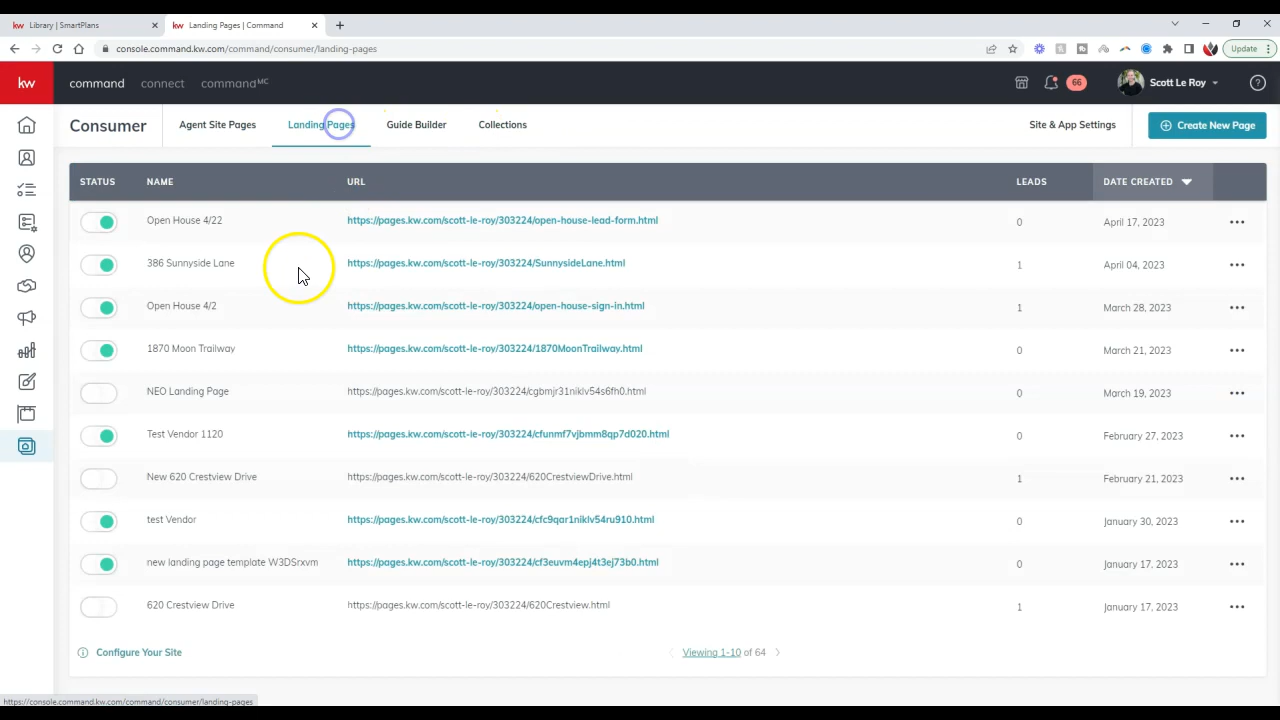 kw Library | SmartPlans
kw Landing Pages | Command
console.command.kw.com/command/consumer/landing-pages
Update
kw command connect commandMC
66 Scott Le Roy
Consumer Agent Site Pages Landing Pages Guide Builder Collections Site & App Settings Create New Page
STATUS NAME URL LEADS DATE CREATED
Open House 4/22 https://pages.kw.com/scott-le-roy/303224/open-house-lead-form.html 0 April 17, 2023
386 Sunnyside Lane https://pages.kw.com/scott-le-roy/303224/SunnysideLane.html 1 April 04, 2023
Open House 4/2 https://pages.kw.com/scott-le-roy/303224/open-house-sign-in.html 1 March 28, 2023
1870 Moon Trailway https://pages.kw.com/scott-le-roy/303224/1870MoonTrailway.html 0 March 21, 2023
NEO Landing Page https://pages.kw.com/scott-le-roy/303224/cgbmjr31niklv54s6fh0.html 0 March 19, 2023
Test Vendor 1120 https://pages.kw.com/scott-le-roy/303224/cfunmf7vjbmm8qp7d020.html 0 February 27, 2023
New 620 Crestview Drive https://pages.kw.com/scott-le-roy/303224/620CrestviewDrive.html 1 February 21, 2023
test Vendor https://pages.kw.com/scott-le-roy/303224/cfc9qar1niklv54ru910.html 0 January 30, 2023
new landing page template W3DSrxvm https://pages.kw.com/scott-le-roy/303224/cf3euvm4epj4t3ej73b0.html 0 January 17, 2023
620 Crestview Drive https://pages.kw.com/scott-le-roy/303224/620Crestview.html 1 January 17, 2023
Configure Your Site Viewing 1-10 of 64
https://console.command.kw.com/command/consumer/landing-pages